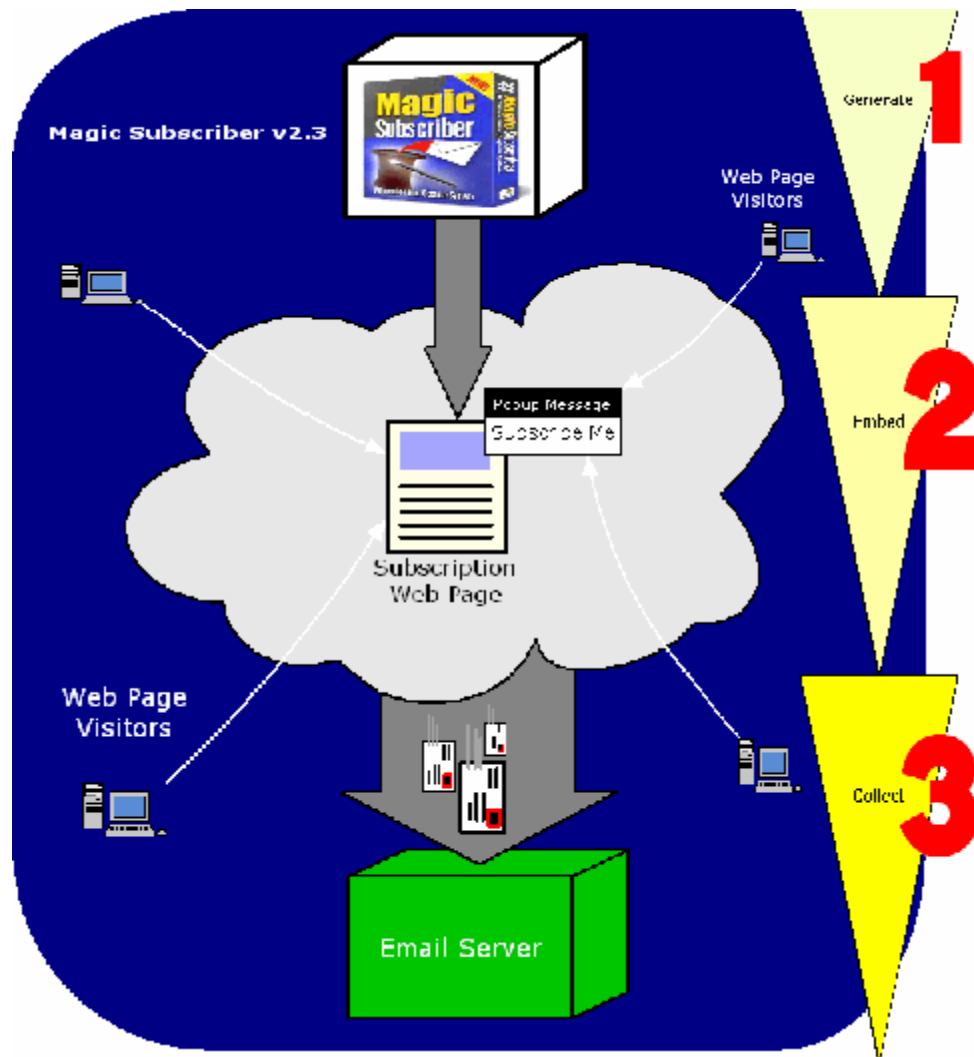 Magic Subscriber v2.3
Magic
Subscriber
Generate
1
Web Page
Visitors
Popup Message
Subscribe Me
Embed
2
Subscription
Web Page
Web Page
Visitors
Collect
3
Email Server